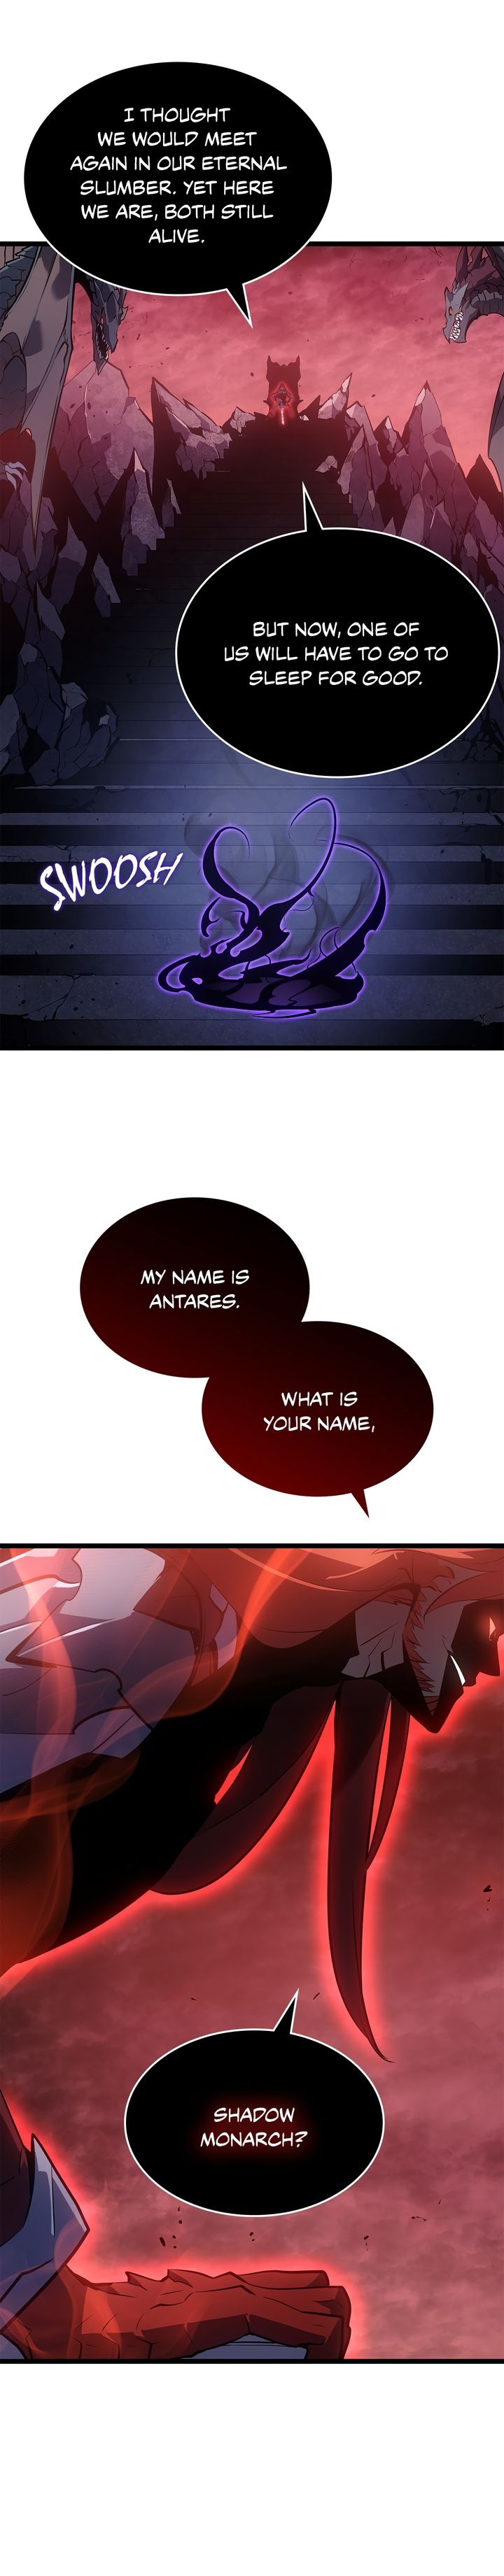 I THOUGHT
WE WOULD MEET
AGAIN IN OUR ETERNAL
SLUMBER. YET HERE
WE ARE, BOTH STILL
ALIVE.
BUT NOW, ONE OF
US WILL HAVE TO GO TO
SLEEP FOR GOOD.
SWOOSH
MY NAME IS
ANTARES.
WHAT IS
YOUR NAME,
SHADOW
MONARCH?